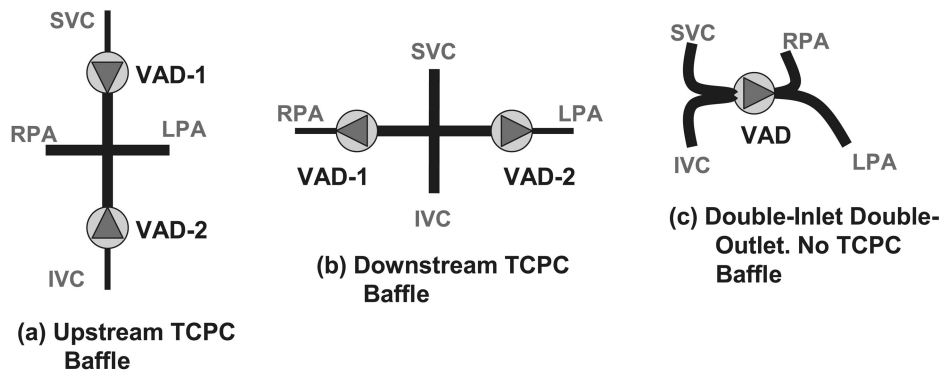 SVC
VAD-1
RPA
LPA
VAD-2
IVC
(a) Upstream TCPC
Baffle
SVC
RPA
LPA
VAD-1
VAD-2
IVC
(b) Downstream TCPC
Baffle
SVC
RPA
VAD
IVC
LPA
(c) Double-Inlet Double-
Outlet. No TCPC
Baffle